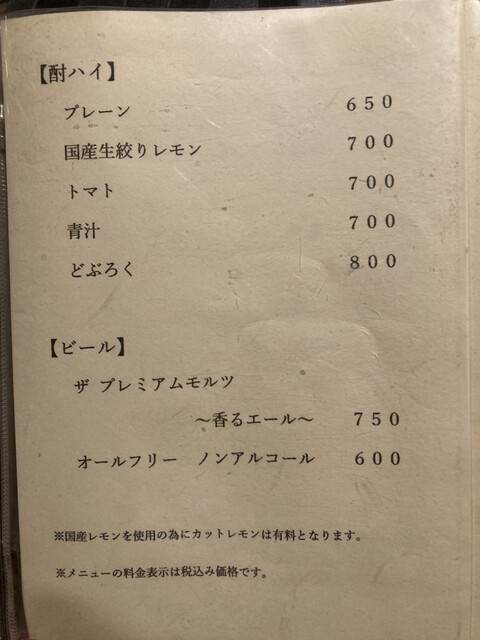 【酎ハイ】
プレーン　６５０
国産生絞りレモン　７００
トマト　７００
青汁　７００
どぶろく　８００
【ビール】
ザ プレミアムモルツ
～香るエール～　７５０
オールフリー　ノンアルコール　６００
※国産レモンを使用の為にカットレモンは有料となります。
※メニューの料金表示は税込み価格です。